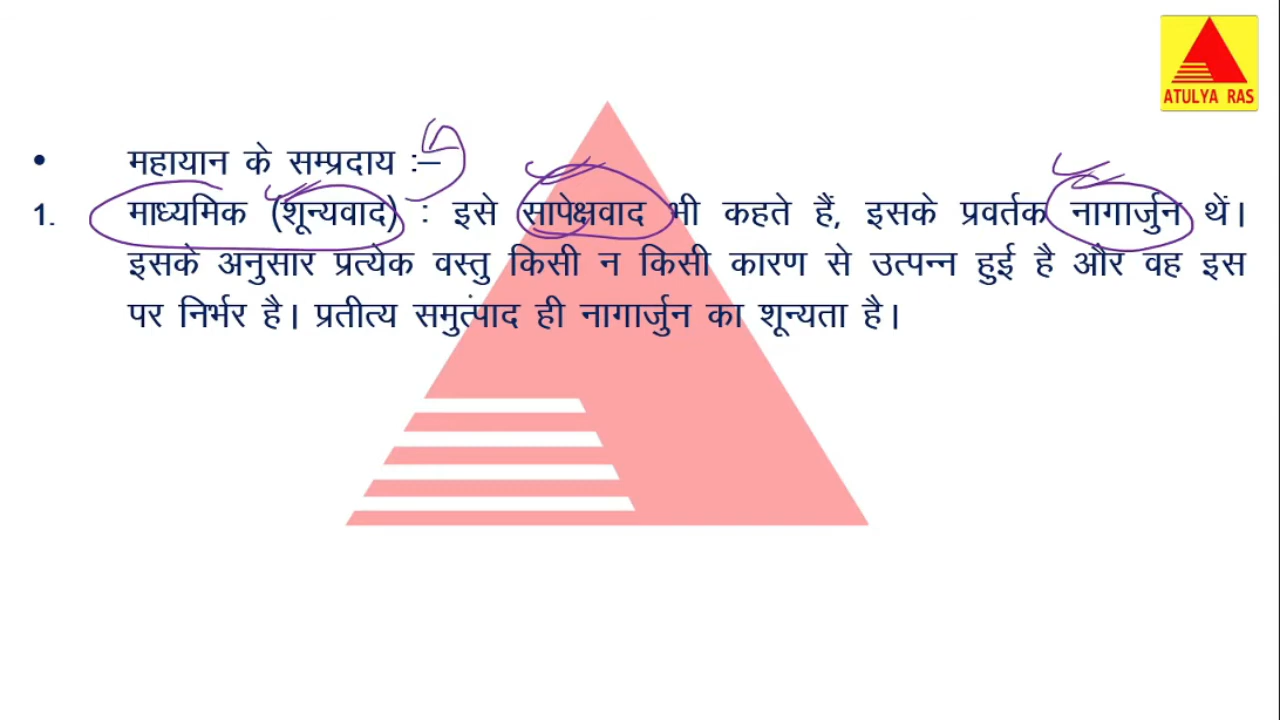 ATULYA RAS
• महायान के सम्प्रदाय :–
1. माध्यमिक (शून्यवाद) : इसे सापेक्षवाद भी कहते हैं, इसके प्रवर्तक नागार्जुन थें।
इसके अनुसार प्रत्येक वस्तु किसी न किसी कारण से उत्पन्न हुई है और वह इस
पर निर्भर है। प्रतीत्य समुत्पाद ही नागार्जुन का शून्यता है।